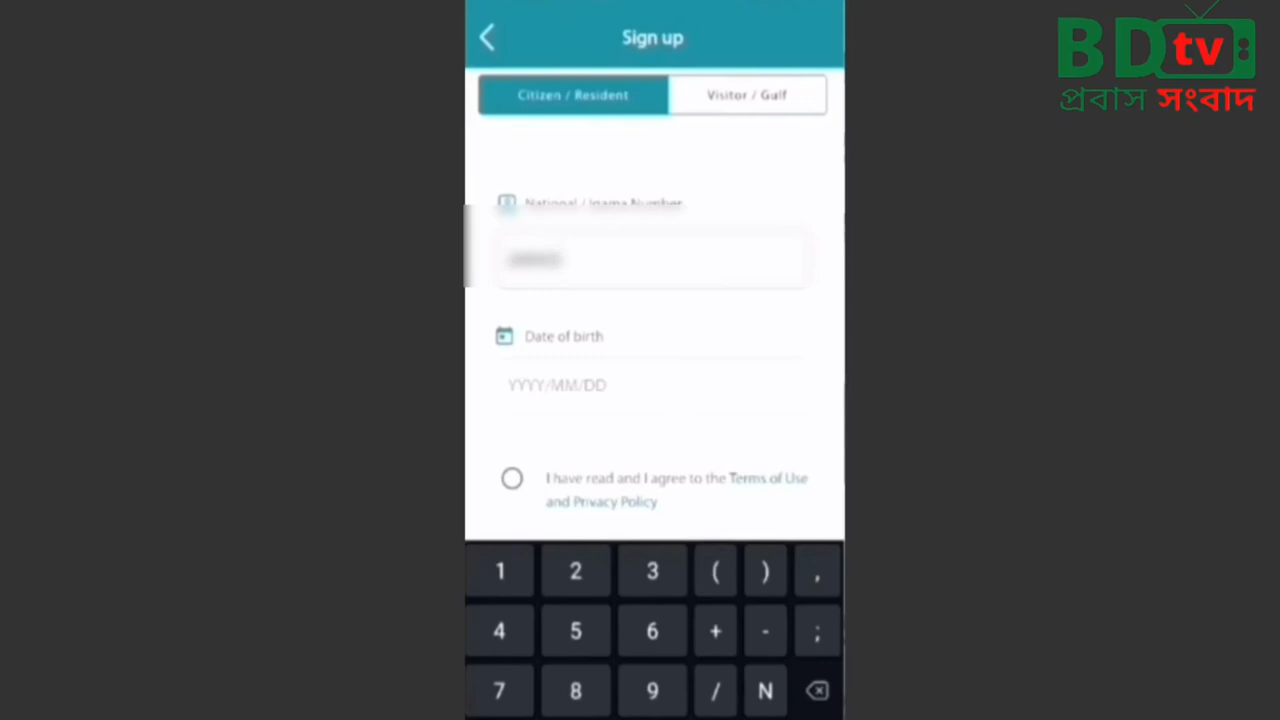 Sign up
BDtv
প্রবাস সংবাদ
Citizen / Resident
Visitor / Gulf
National / Iqama Number
Date of birth
YYYY/MM/DD
I have read and I agree to the Terms of Use
and Privacy Policy
1 2 3 ( ) ,
4 5 6 + - ;
7 8 9 / N